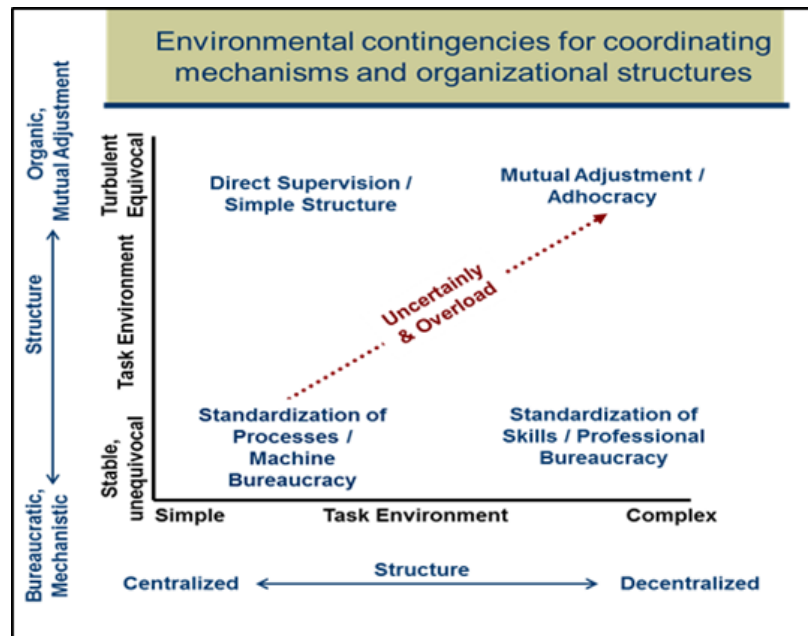 Environmental contingencies for coordinating
mechanisms and organizational structures
Organic,
Mutual Adjustment
Structure
Bureaucratic,
Mechanistic
Turbulent
Equivocal
Task Environment
Stable,
unequivocal
Direct Supervision /
Simple Structure
Mutual Adjustment /
Adhocracy
Uncertainly
& Overload
Standardization of
Processes /
Machine
Bureaucracy
Standardization of
Skills / Professional
Bureaucracy
Simple Task Environment Complex
Structure
Centralized Decentralized